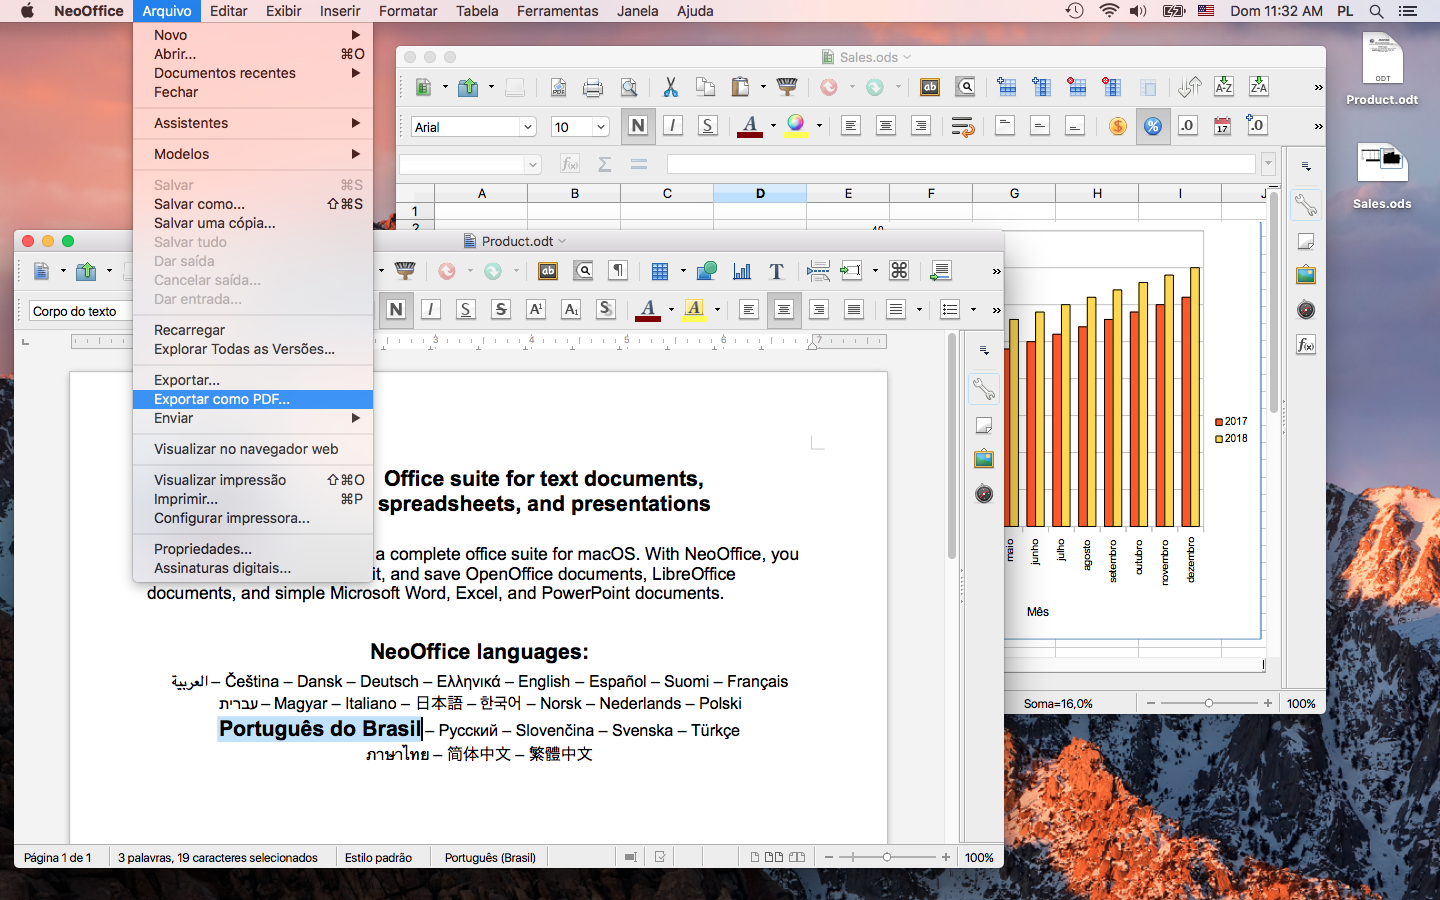 NeoOffice Arquivo Editar Exibir Inserir Formatar Tabela Ferramentas Janela Ajuda Dom 11:32 AM PL
Novo
Abrir... ⌘O
Documentos recentes
Fechar
Assistentes
Modelos
Salvar ⌘S
Salvar como... ⇧⌘S
Salvar uma cópia...
Salvar tudo
Dar saída
Cancelar saída...
Dar entrada...
Recarregar
Explorar Todas as Versões...
Exportar...
Exportar como PDF...
Enviar
Visualizar no navegador web
Visualizar impressão ⇧⌘O
Imprimir... ⌘P
Configurar impressora...
Propriedades...
Assinaturas digitais...
Sales.ods
Arial 10
A B C D E F G H I J
1
2
40
2017
2018
maio junho julho agosto setembro outubro novembro dezembro
Mês
Soma=16,0% 100%
ODT
Product.odt
Sales.ods
Product.odt
Corpo do texto
3 4 5 6 7
Office suite for text documents,
spreadsheets, and presentations
a complete office suite for macOS. With NeoOffice, you
it, and save OpenOffice documents, LibreOffice
documents, and simple Microsoft Word, Excel, and PowerPoint documents.
NeoOffice languages:
العربية – Čeština – Dansk – Deutsch – Ελληνικά – English – Español – Suomi – Français
עברית – Magyar – Italiano – 日本語 – 한국어 – Norsk – Nederlands – Polski
Português do Brasil – Русский – Slovenčina – Svenska – Türkçe
ภาษาไทย – 简体中文 – 繁體中文
Página 1 de 1 3 palavras, 19 caracteres selecionados Estilo padrão Português (Brasil) 100%